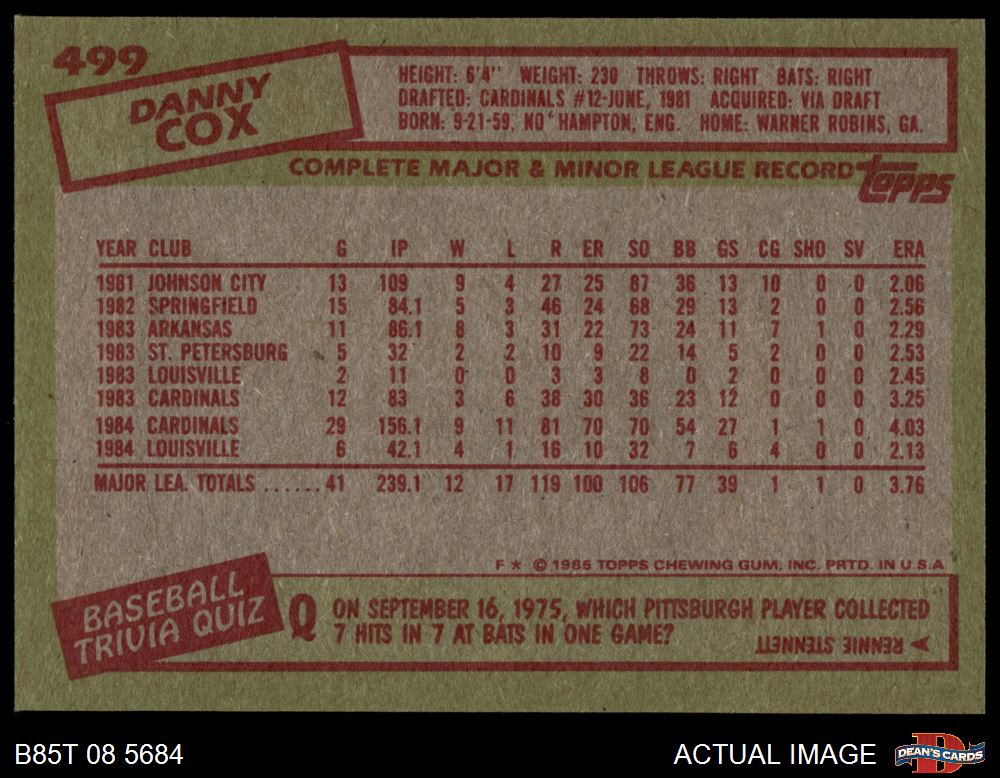 499
DANNY
COX
HEIGHT: 6'4" WEIGHT: 230 THROWS: RIGHT BATS: RIGHT
DRAFTED: CARDINALS #12-JUNE, 1981 ACQUIRED: VIA DRAFT
BORN: 9-21-59, NO'HAMPTON, ENG. HOME: WARNER ROBINS, GA.
COMPLETE MAJOR & MINOR LEAGUE RECORD topps
YEAR CLUB G IP W L R ER SO BB GS CG SHO SV ERA
1981 JOHNSON CITY 13 109 9 4 27 25 87 36 13 10 0 0 2.06
1982 SPRINGFIELD 15 84.1 5 3 46 24 68 29 13 2 0 0 2.56
1983 ARKANSAS 11 86.1 8 3 31 22 73 24 11 7 1 0 2.29
1983 ST. PETERSBURG 5 32 2 2 10 9 22 14 5 2 0 0 2.53
1983 LOUISVILLE 2 11 0 0 3 3 8 0 2 0 0 0 2.45
1983 CARDINALS 12 83 3 6 38 30 36 23 12 0 0 0 3.25
1984 CARDINALS 29 156.1 9 11 81 70 70 54 27 1 1 0 4.03
1984 LOUISVILLE 6 42.1 4 1 16 10 32 7 6 4 0 0 2.13
MAJOR LEA. TOTALS ...... 41 239.1 12 17 119 100 106 77 39 1 1 0 3.76
F * © 1985 TOPPS CHEWING GUM, INC. PRTD. IN U.S.A
BASEBALL
TRIVIA QUIZ
Q ON SEPTEMBER 16, 1975, WHICH PITTSBURGH PLAYER COLLECTED
7 HITS IN 7 AT BATS IN ONE GAME?
A RENNIE STENNETT
B85T 08 5684
ACTUAL IMAGE
D
DEAN'S CARDS